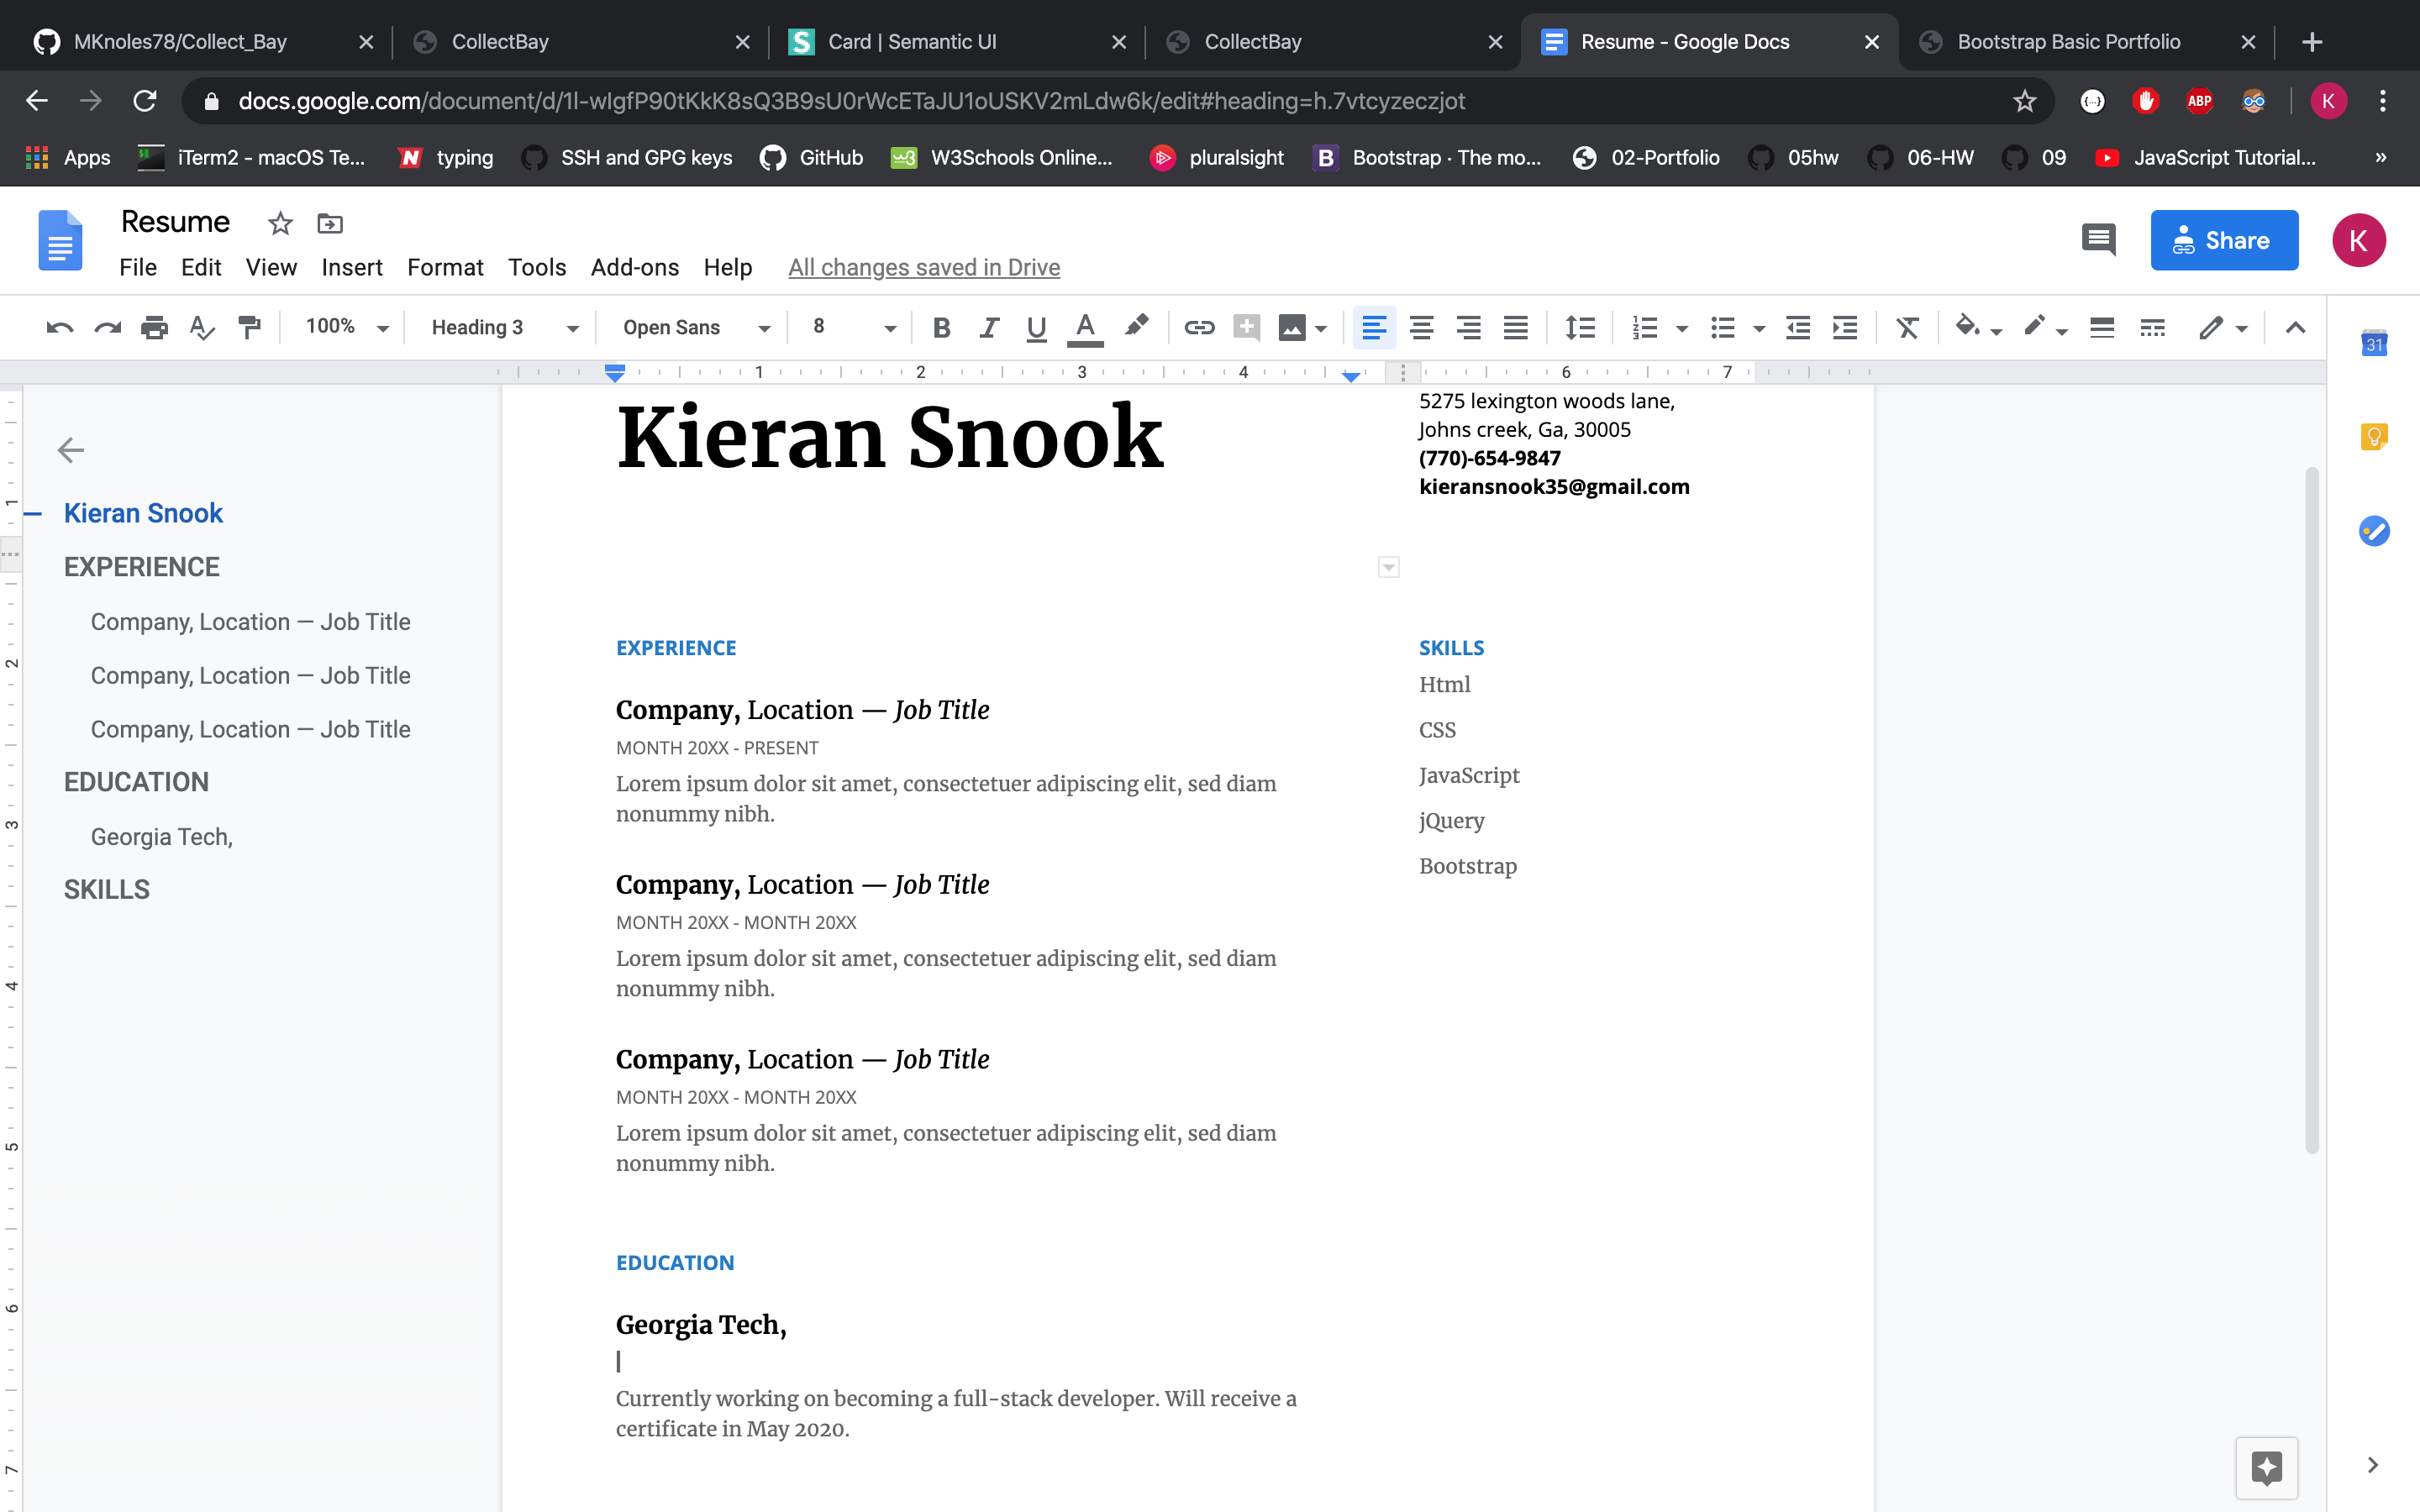 MKnoles78/Collect_Bay
CollectBay
Card | Semantic UI
CollectBay
Resume - Google Docs
Bootstrap Basic Portfolio
docs.google.com/document/d/1l-wIgfP90tKkK8sQ3B9sU0rWcETaJU1oUSKV2mLdw6k/edit#heading=h.7vtcyzeczjot
ABP
K
Apps
iTerm2 - macOS Te...
typing
SSH and GPG keys
GitHub
W3Schools Online...
pluralsight
Bootstrap · The mo...
02-Portfolio
05hw
06-HW
09
JavaScript Tutorial...
»
Resume
File Edit View Insert Format Tools Add-ons Help All changes saved in Drive
Share
K
100% Heading 3 Open Sans 8
31
1 2 3 4 6 7
Kieran Snook
EXPERIENCE
Company, Location — Job Title
Company, Location — Job Title
Company, Location — Job Title
EDUCATION
Georgia Tech,
SKILLS
1
2
3
4
5
6
7
Kieran Snook
5275 lexington woods lane,
Johns creek, Ga, 30005
(770)-654-9847
kieransnook35@gmail.com
EXPERIENCE
Company, Location — Job Title
MONTH 20XX - PRESENT
Lorem ipsum dolor sit amet, consectetuer adipiscing elit, sed diam
nonummy nibh.
Company, Location — Job Title
MONTH 20XX - MONTH 20XX
Lorem ipsum dolor sit amet, consectetuer adipiscing elit, sed diam
nonummy nibh.
Company, Location — Job Title
MONTH 20XX - MONTH 20XX
Lorem ipsum dolor sit amet, consectetuer adipiscing elit, sed diam
nonummy nibh.
EDUCATION
Georgia Tech,
Currently working on becoming a full-stack developer. Will receive a
certificate in May 2020.
SKILLS
Html
CSS
JavaScript
jQuery
Bootstrap